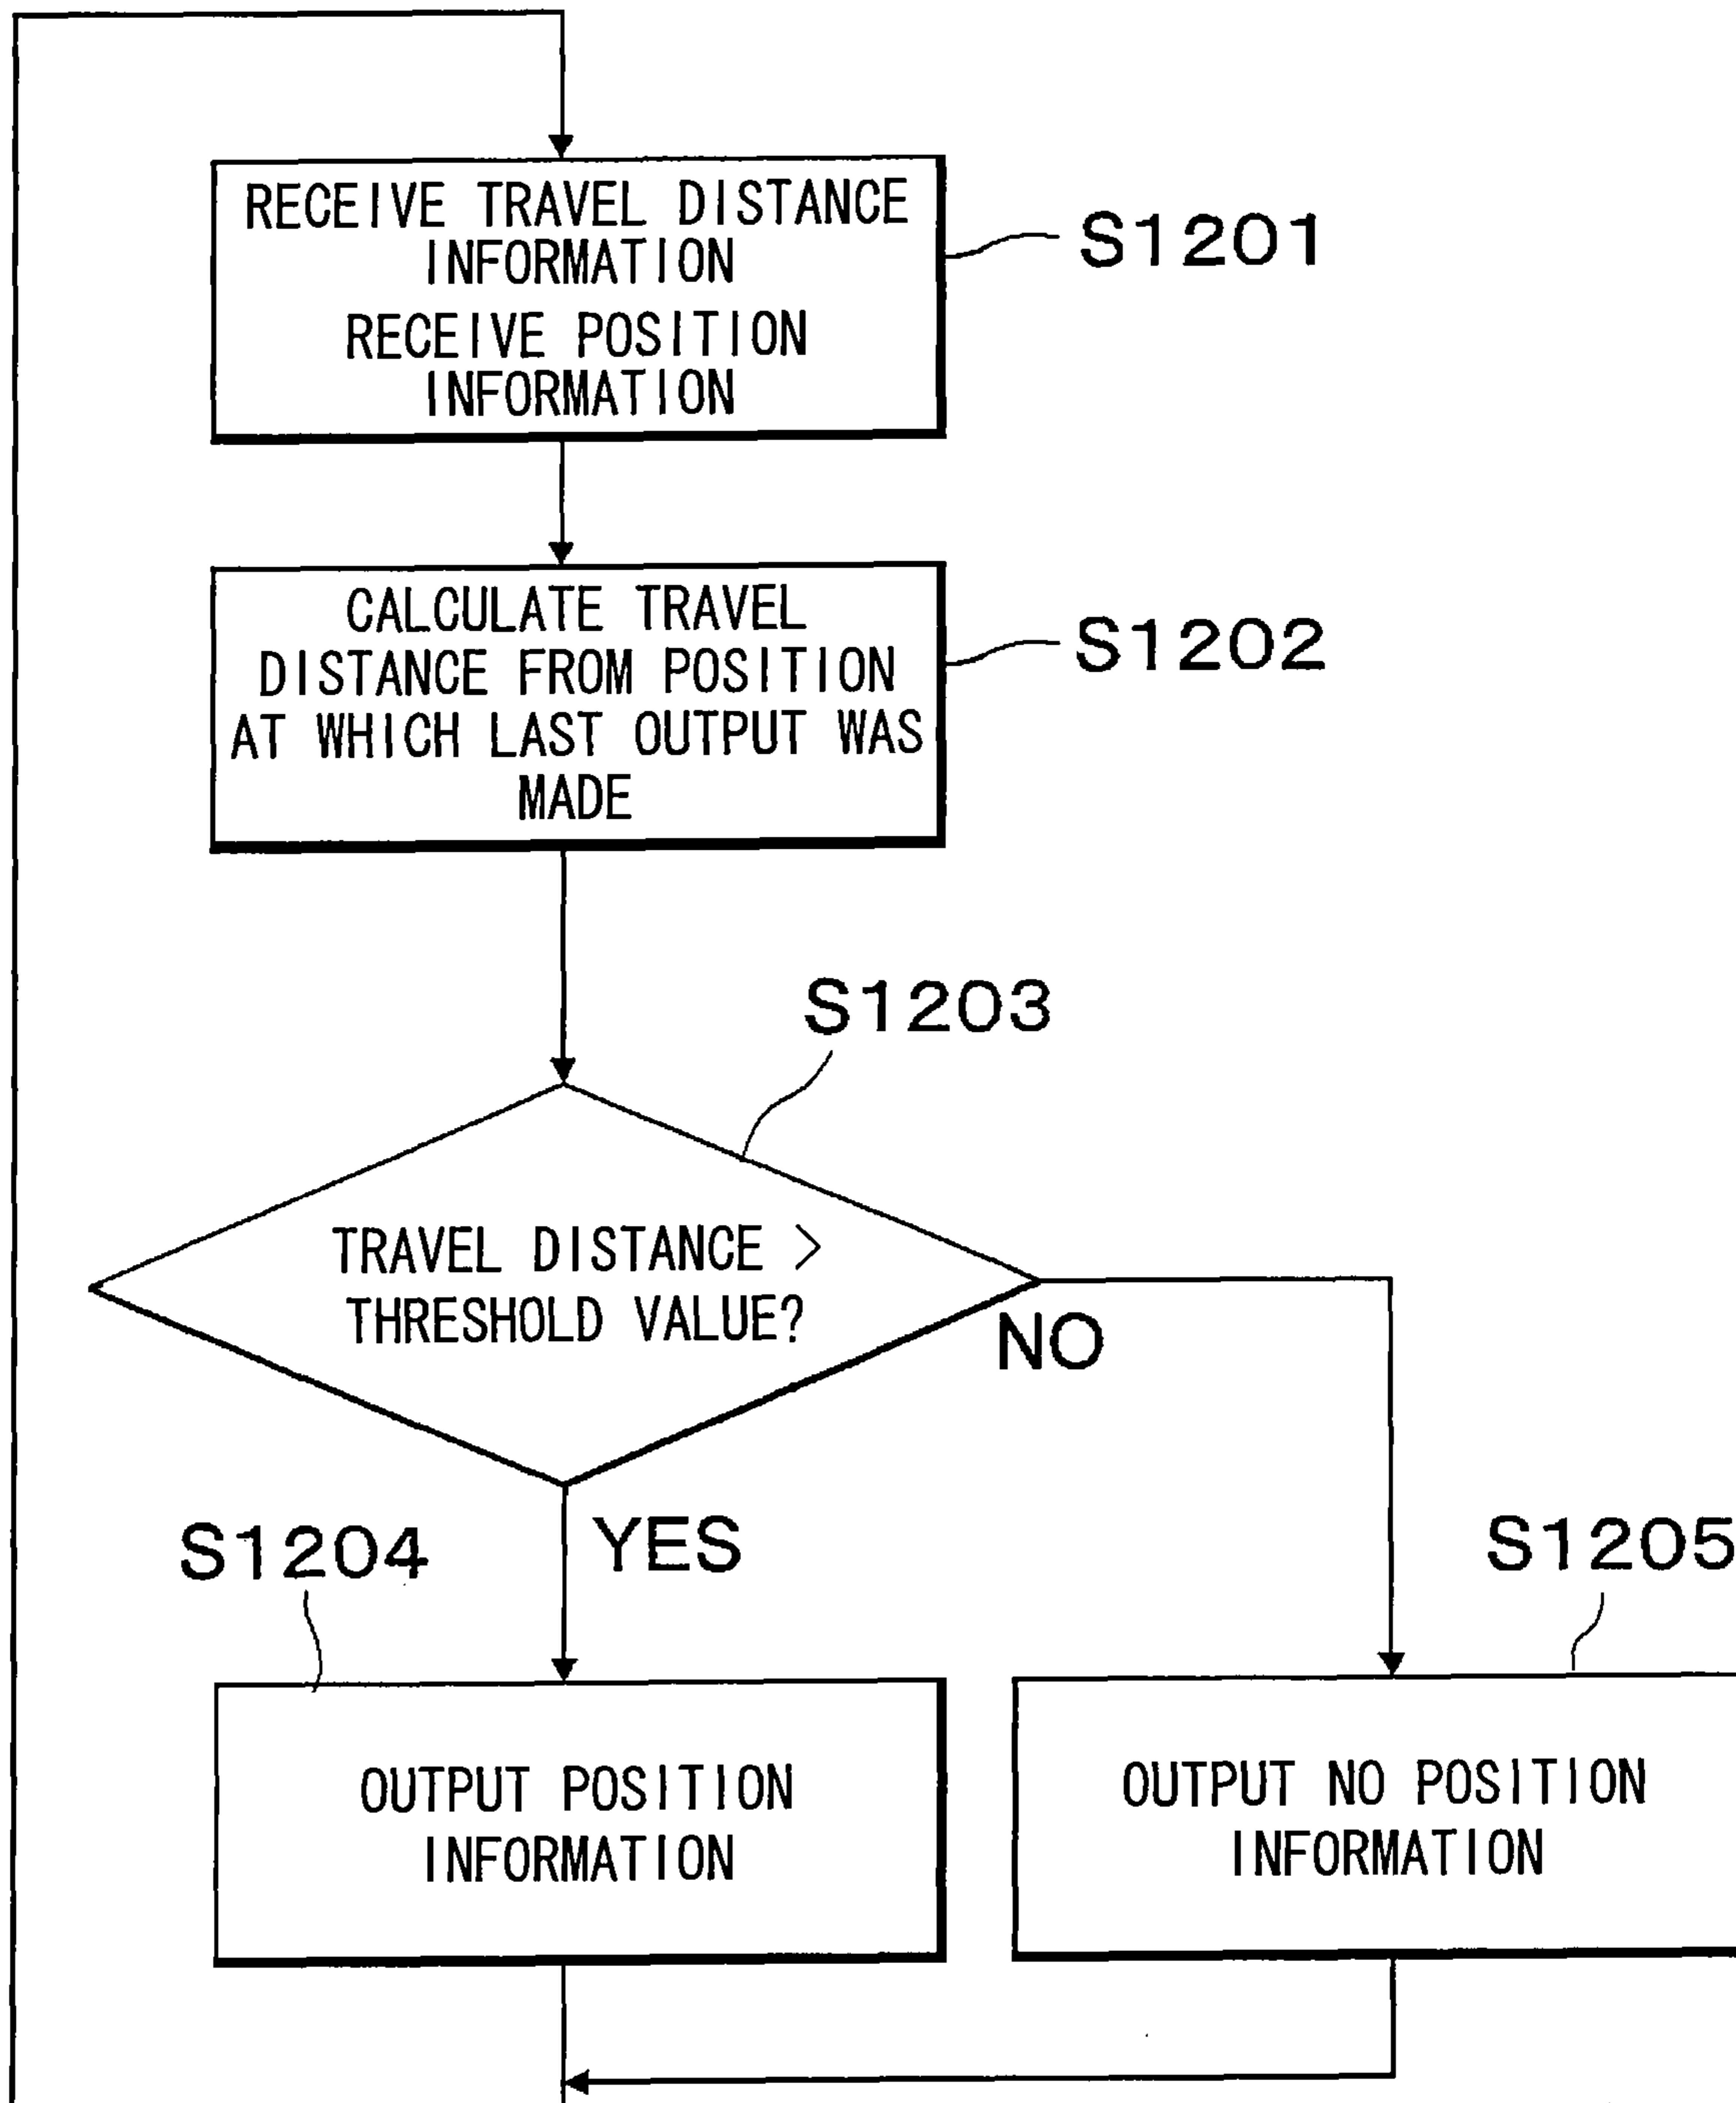 RECEIVE TRAVEL DISTANCE
INFORMATION
RECEIVE POSITION
INFORMATION
S1201
CALCULATE TRAVEL
DISTANCE FROM POSITION
AT WHICH LAST OUTPUT WAS
MADE
S1202
S1203
TRAVEL DISTANCE >
THRESHOLD VALUE?
NO
YES
S1204
S1205
OUTPUT POSITION
INFORMATION
OUTPUT NO POSITION
INFORMATION